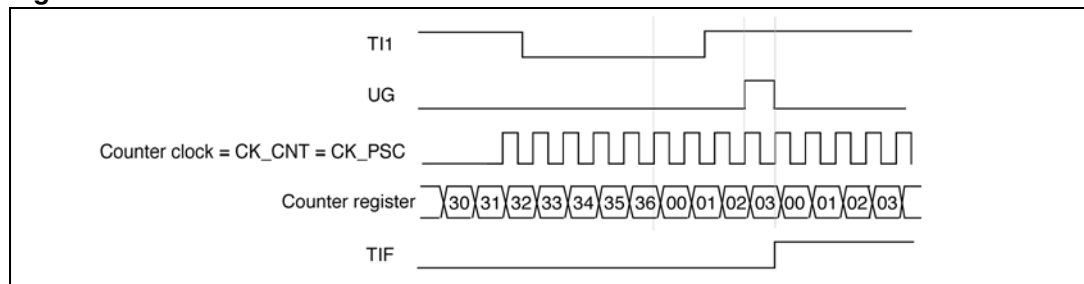 TI1
UG
Counter clock = CK_CNT = CK_PSC
Counter register 30 31 32 33 34 35 36 00 01 02 03 00 01 02 03
TIF